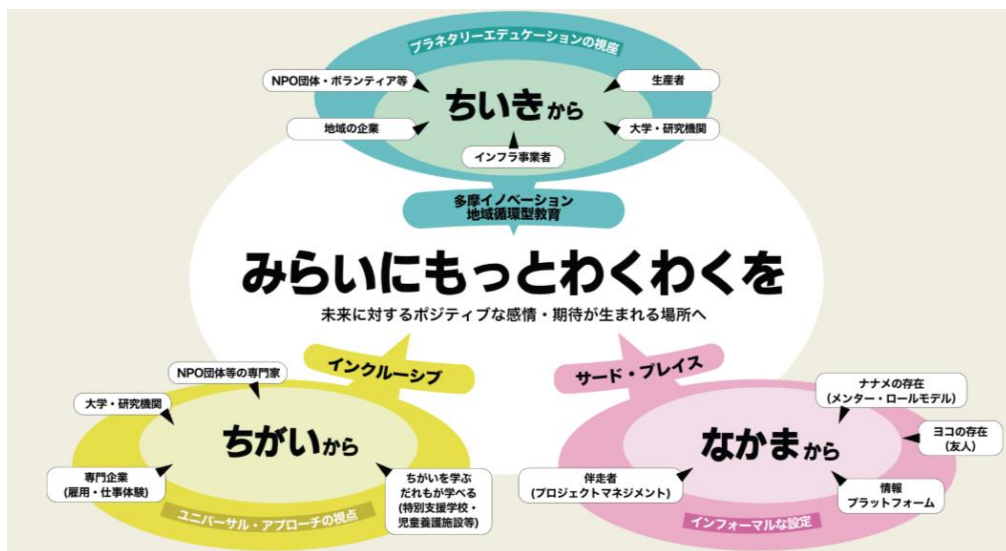 プラネタリーエデュケーションの視座
NPO団体・ボランティア等
生産者
ちいきから
地域の企業
大学・研究機関
インフラ事業者
多摩イノベーション
地域循環型教育
みらいにもっとわくわくを
未来に対するポジティブな感情・期待が生まれる場所へ
インクルーシブ
サード・プレイス
NPO団体等の専門家
大学・研究機関
ちがいから
専門企業
(雇用・仕事体験)
ちがいを学ぶ
だれもが学べる
(特別支援学校・
児童養護施設等)
ユニバーサル・アプローチの視点
ナナメの存在
(メンター・ロールモデル)
ヨコの存在
(友人)
なかまから
伴走者
(プロジェクトマネジメント)
情報
プラットフォーム
インフォーマルな設定